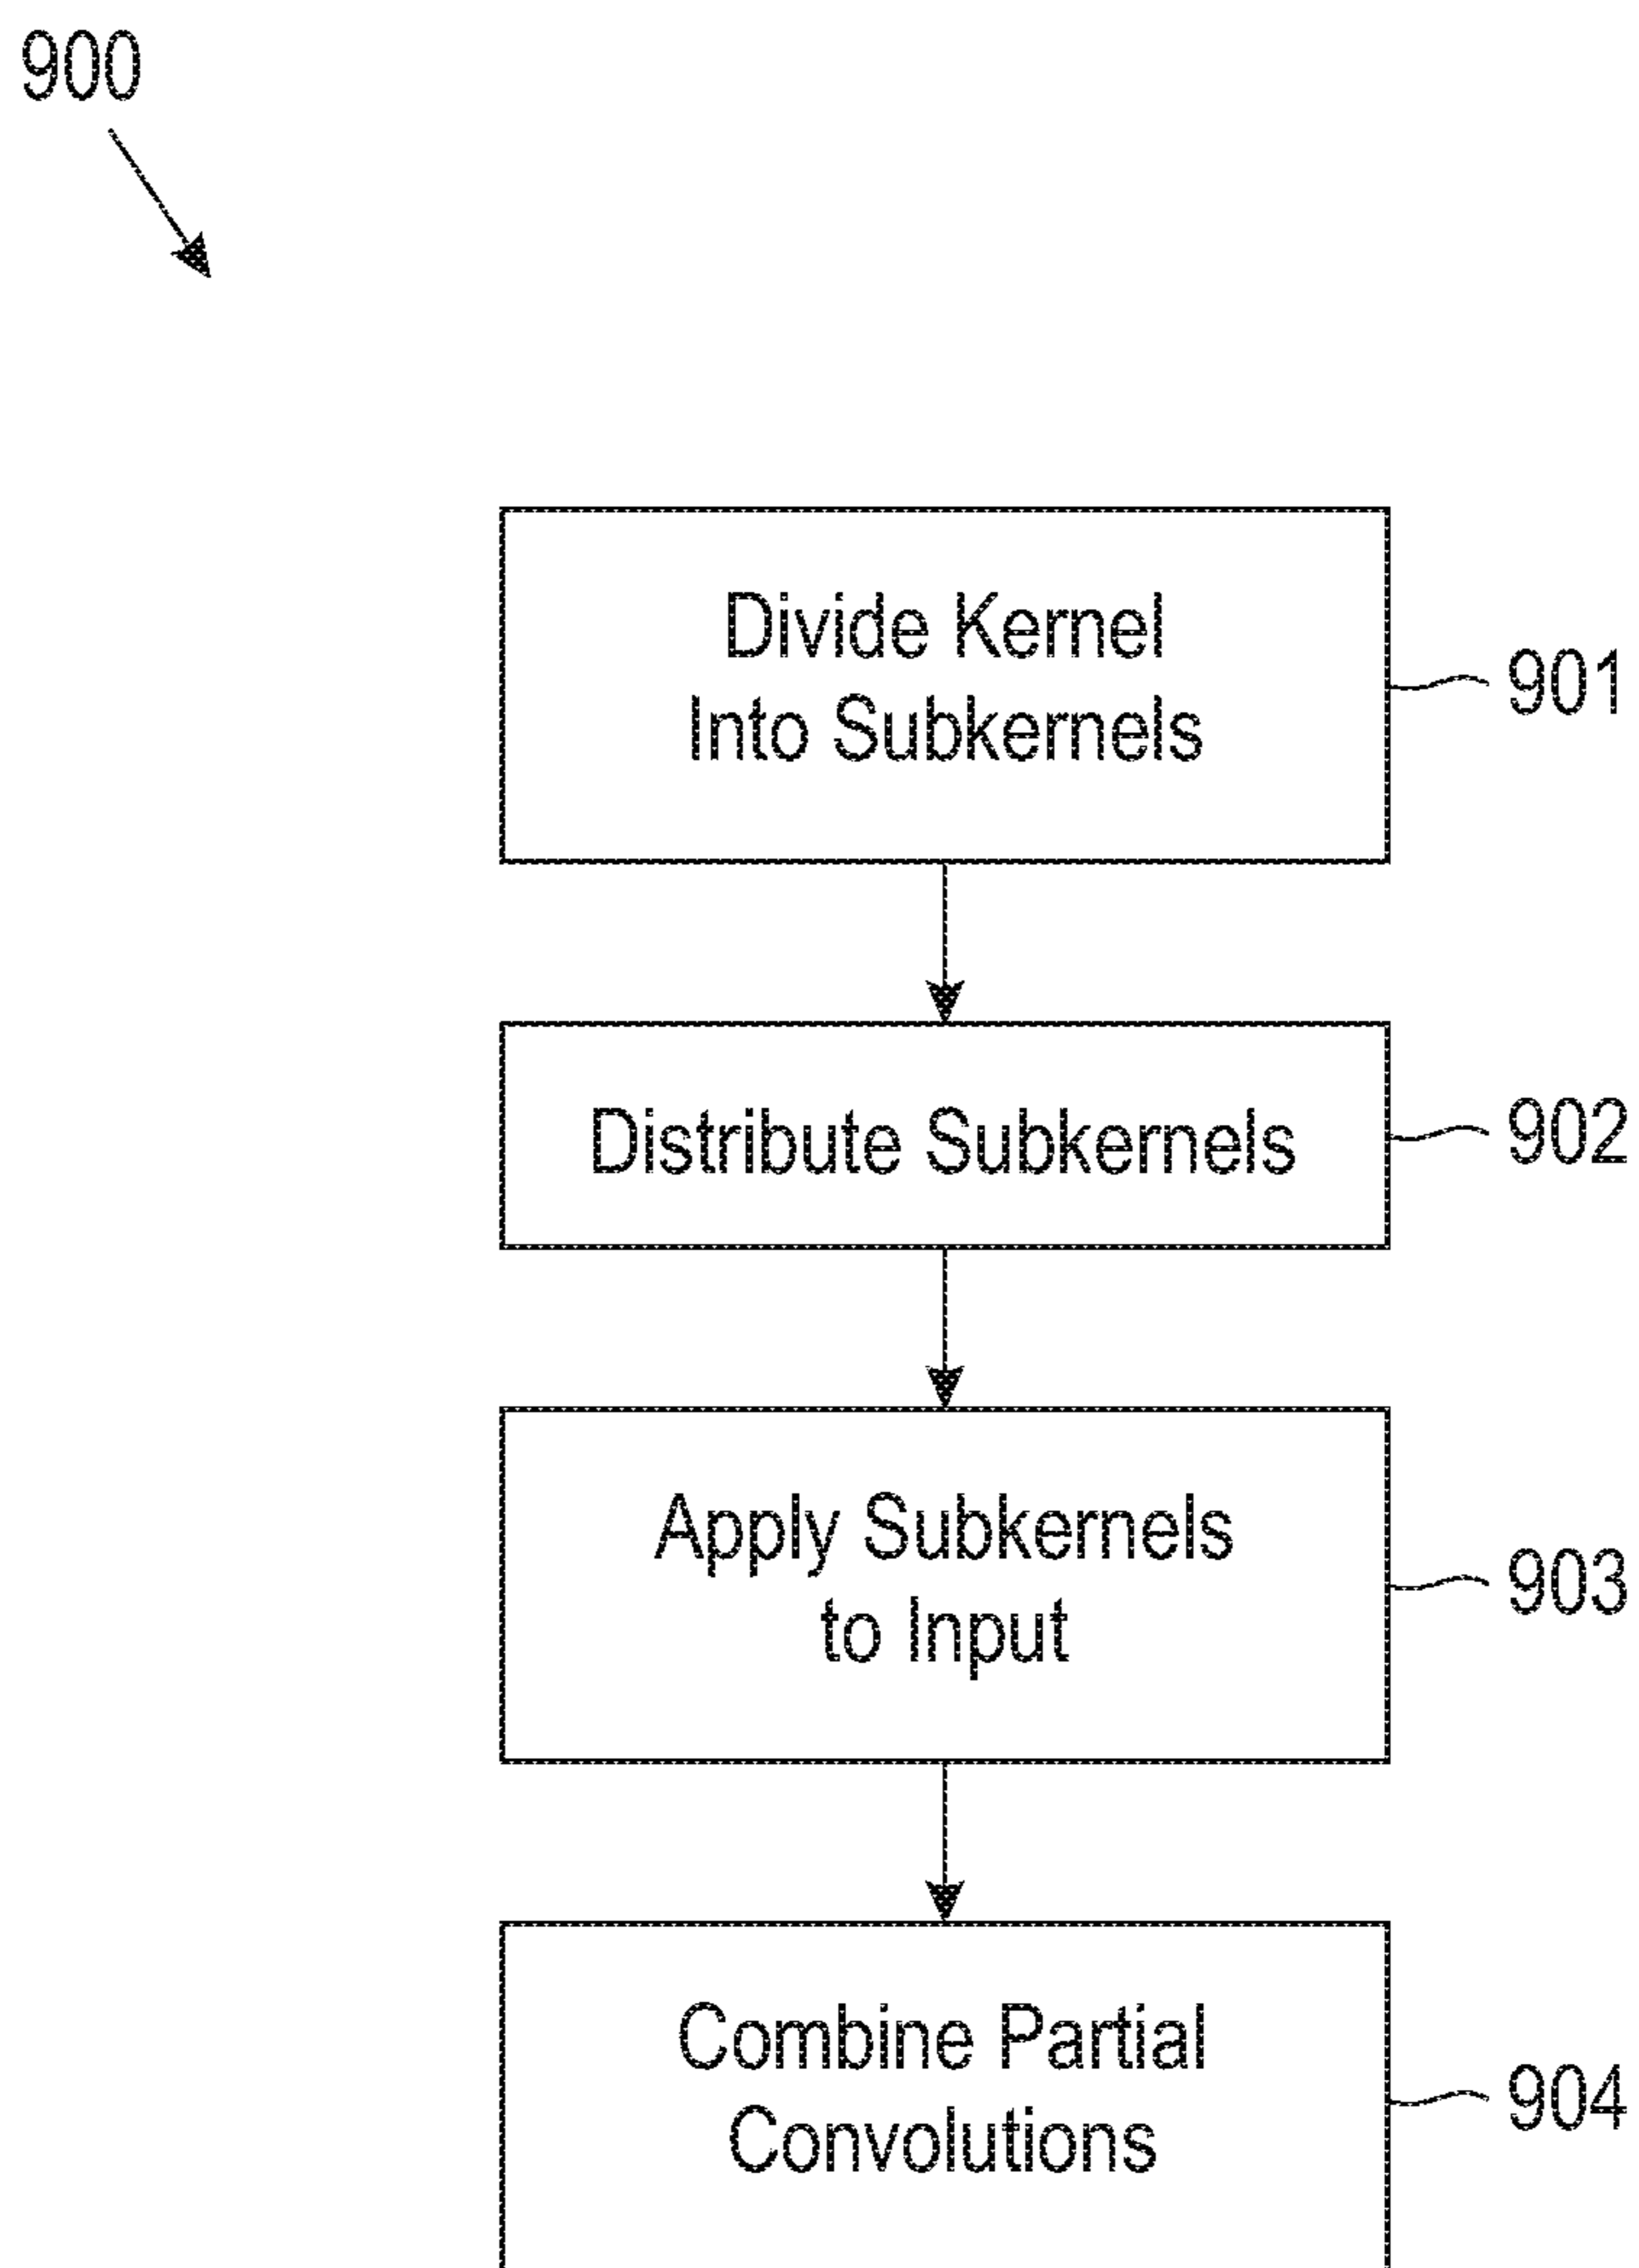 900
Divide Kernel
Into Subkernels
901
Distribute Subkernels
902
Apply Subkernels
to Input
903
Combine Partial
Convolutions
904